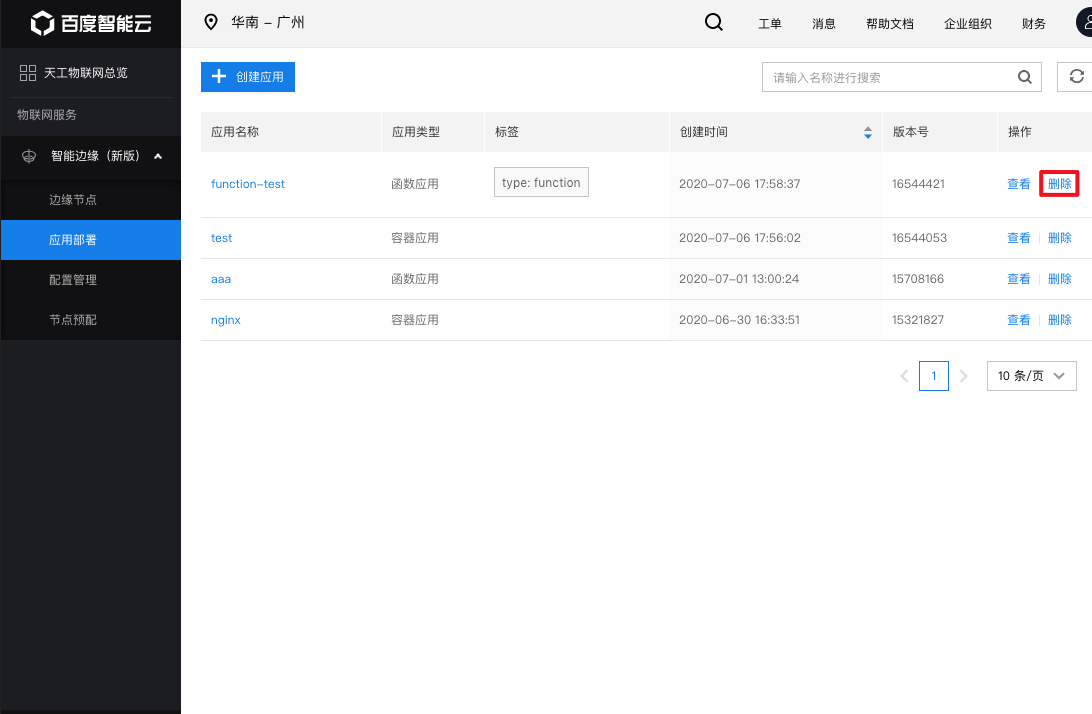 百度智能云
华南 – 广州
工单
消息
帮助文档
企业组织
财务
天工物联网总览
物联网服务
智能边缘（新版）
边缘节点
应用部署
配置管理
节点预配
创建应用
请输入名称进行搜索
应用名称 应用类型 标签 创建时间 版本号 操作
function-test 函数应用 type: function 2020-07-06 17:58:37 16544421 查看 删除
test 容器应用 2020-07-06 17:56:02 16544053 查看 删除
aaa 函数应用 2020-07-01 13:00:24 15708166 查看 删除
nginx 容器应用 2020-06-30 16:33:51 15321827 查看 删除
1
10 条/页